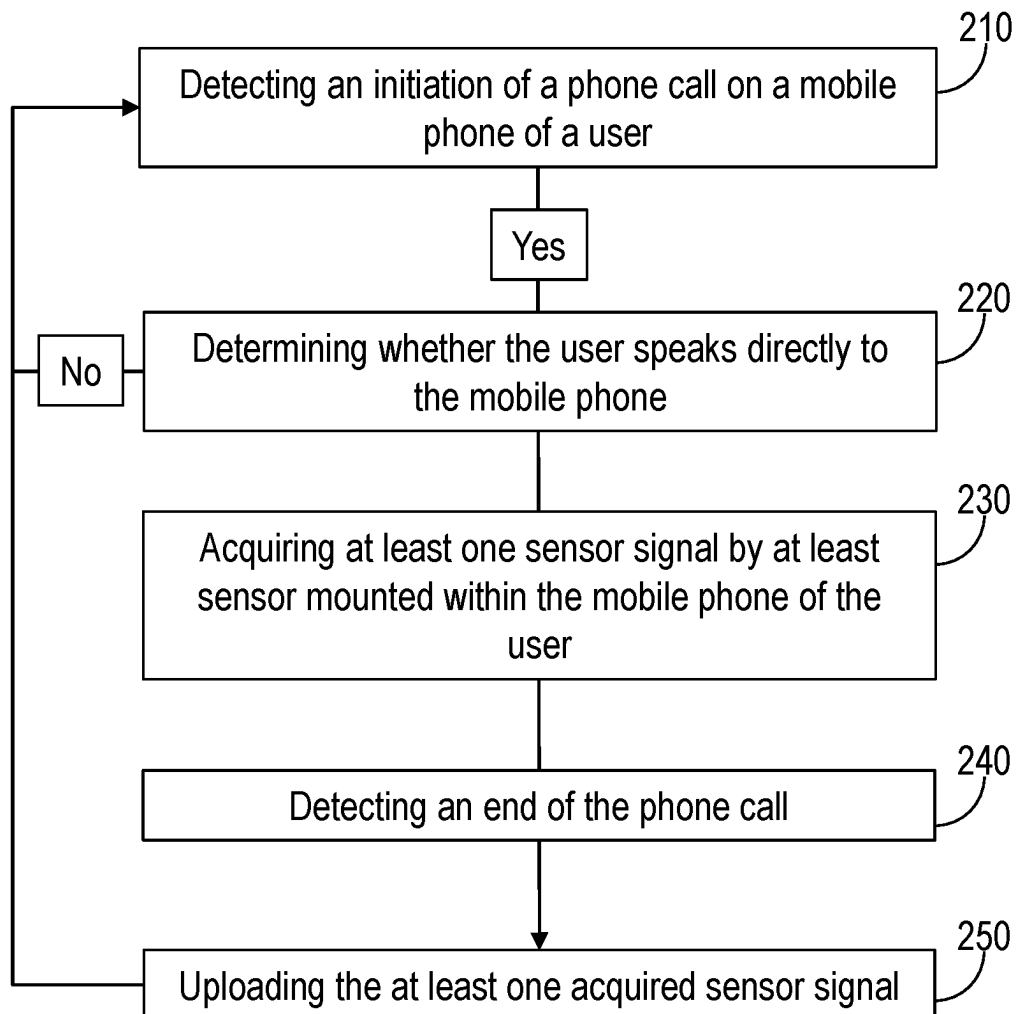 210
Detecting an initiation of a phone call on a mobile
phone of a user
Yes
220
Determining whether the user speaks directly to
the mobile phone
No
230
Acquiring at least one sensor signal by at least
sensor mounted within the mobile phone of the
user
240
Detecting an end of the phone call
250
Uploading the at least one acquired sensor signal